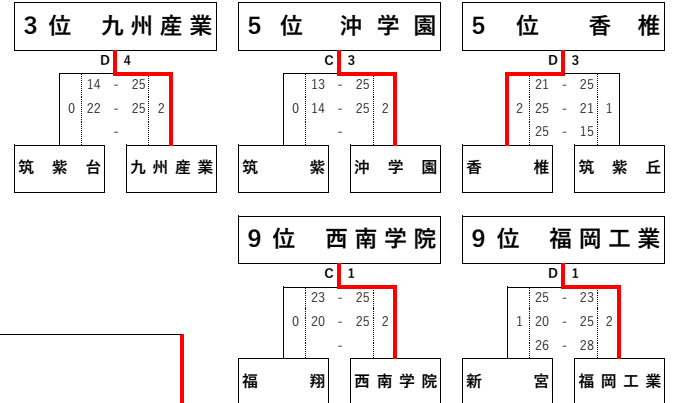 3 位 九 州 産 業
D 4
14 - 25
0 22 - 25 2
-
筑 紫 台 九 州 産 業
5 位 沖 学 園
C 3
13 - 25
0 14 - 25 2
-
筑 紫 沖 学 園
5 位 香 椎
D 3
21 - 25
2 25 - 21 1
25 - 15
香 椎 筑 紫 丘
9 位 西 南 学 院
C 1
23 - 25
0 20 - 25 2
-
福 翔 西 南 学 院
9 位 福 岡 工 業
D 1
25 - 23
1 20 - 25 2
26 - 28
新 宮 福 岡 工 業